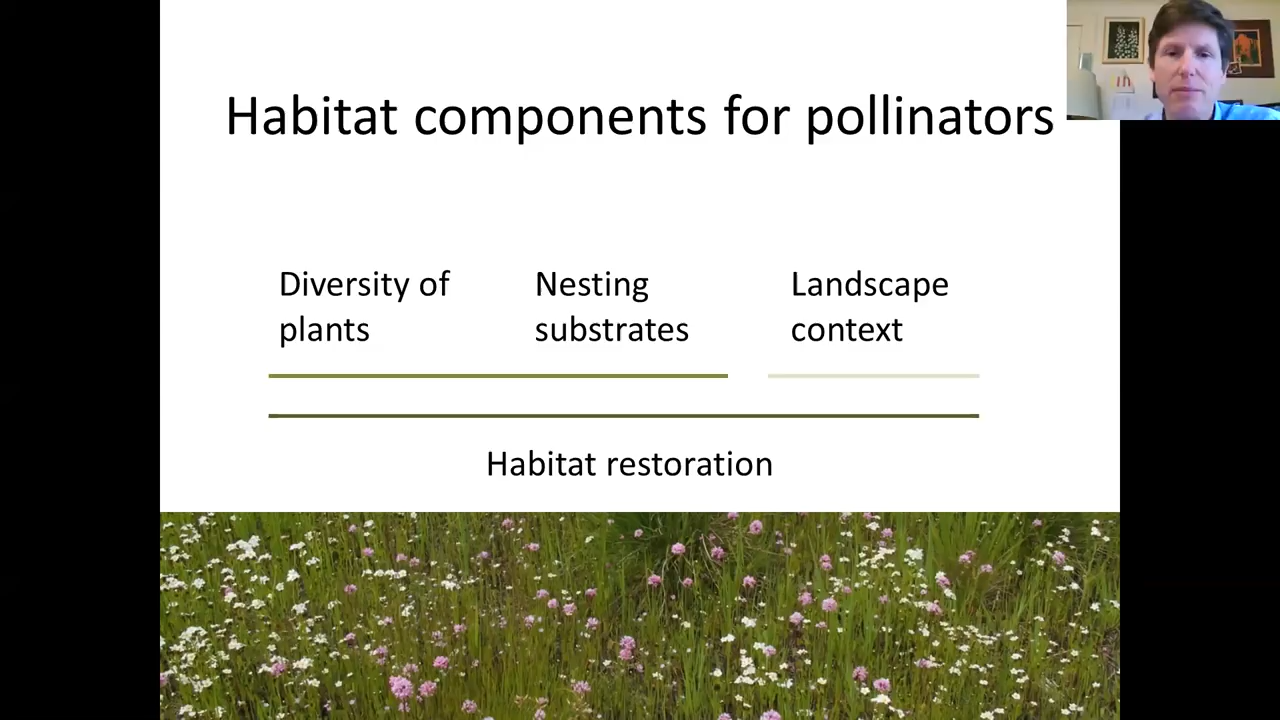 Habitat components for pollinators
Diversity of
plants
Nesting
substrates
Landscape
context
Habitat restoration